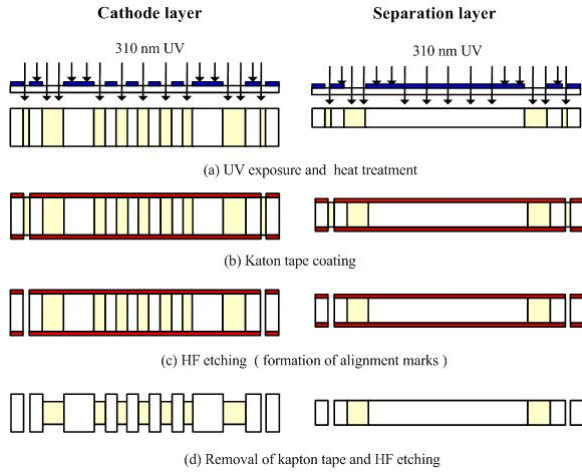 Cathode layer
Separation layer
310 nm UV
310 nm UV
(a) UV exposure and heat treatment
(b) Katon tape coating
(c) HF etching ( formation of alignment marks )
(d) Removal of kapton tape and HF etching